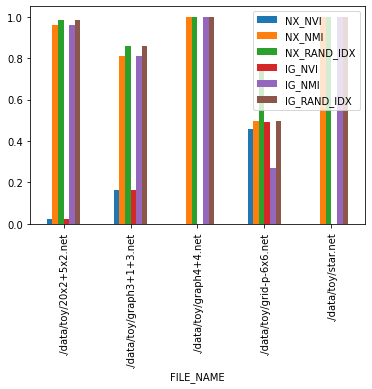 1.0
0.8
0.6
0.4
0.2
0.0
NX_NVI
NX_NMI
NX_RAND_IDX
IG_NVI
IG_NMI
IG_RAND_IDX
./data/toy/20x2+5x2.net
./data/toy/graph3+1+3.net
./data/toy/graph4+4.net
./data/toy/grid-p-6x6.net
./data/toy/star.net
FILE_NAME